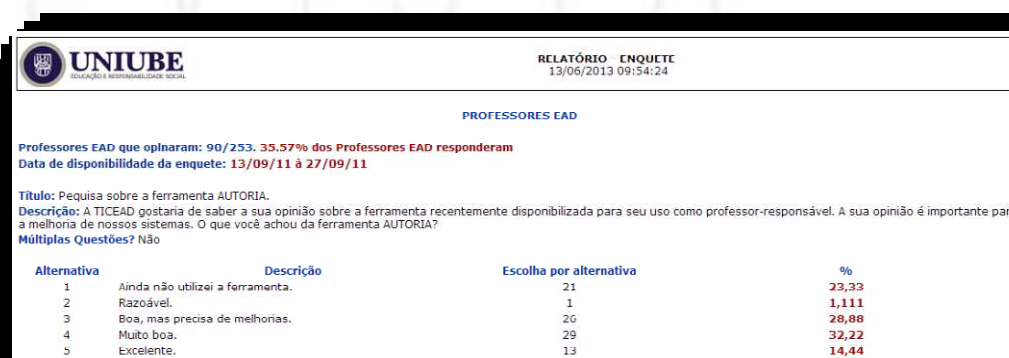 UNIUBE
EDUCAÇÃO E RESPONSABILIDADE SOCIAL
RELATÓRIO ENQUETE
13/06/2013 09:54:24
PROFESSORES EAD
Professores EAD que opinaram: 90/253. 35.57% dos Professores EAD responderam
Data de disponibilidade da enquete: 13/09/11 à 27/09/11
Título: Pequisa sobre a ferramenta AUTORIA.
Descrição: A TICEAD gostaria de saber a sua opinião sobre a ferramenta recentemente disponibilizada para seu uso como professor-responsável. A sua opinião é importante par
a melhoria de nossos sistemas. O que você achou da ferramenta AUTORIA?
Múltiplas Questões? Não
Alternativa Descrição Escolha por alternativa %
1 Ainda não utilizei a ferramenta. 21 23,33
2 Razoável. 1 1,111
3 Boa, mas precisa de melhorias. 26 28,88
4 Muito boa. 29 32,22
5 Excelente. 13 14,44